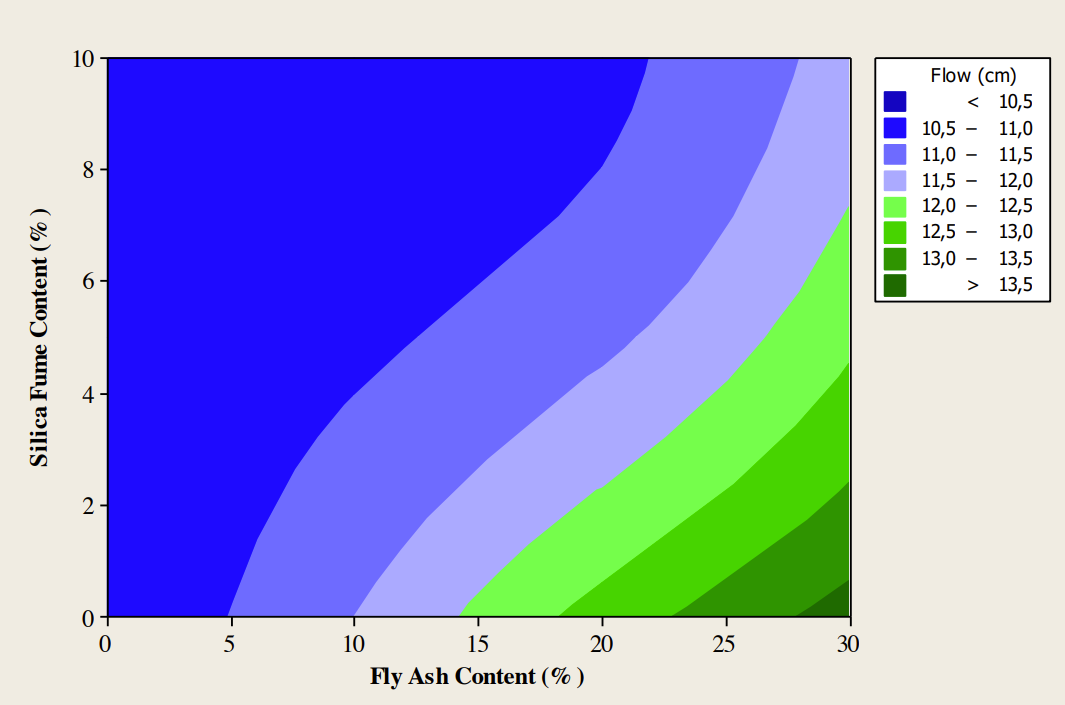 10
8
6
4
2
0
Silica Fume Content (% )
0 5 10 15 20 25 30
Fly Ash Content (% )
Flow (cm)
< 10,5
10,5 – 11,0
11,0 – 11,5
11,5 – 12,0
12,0 – 12,5
12,5 – 13,0
13,0 – 13,5
> 13,5